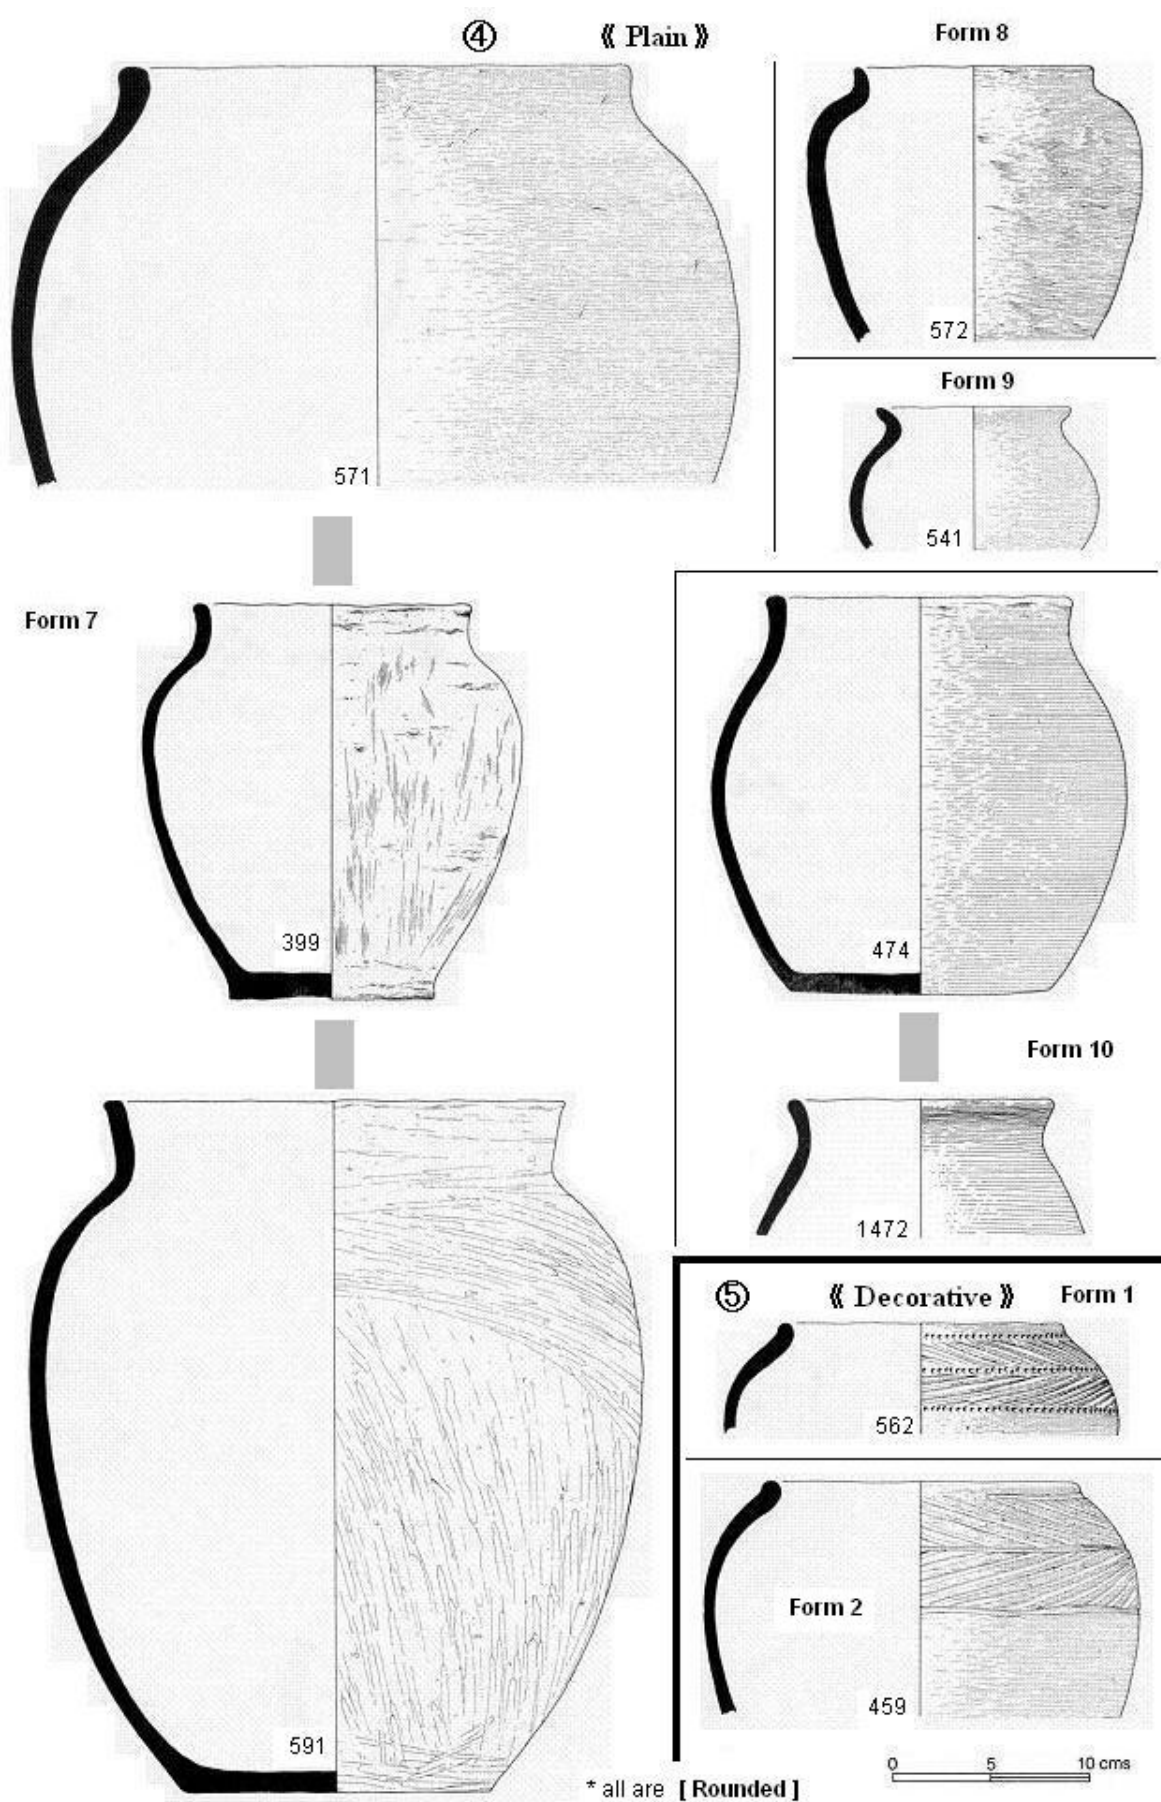 ④ 《 Plain 》
Form 8
572
Form 9
541
571
Form 7
399
474
Form 10
1472
591
⑤ 《 Decorative 》 Form 1
562
Form 2
459
0 5 10 cms
* all are [ Rounded ]